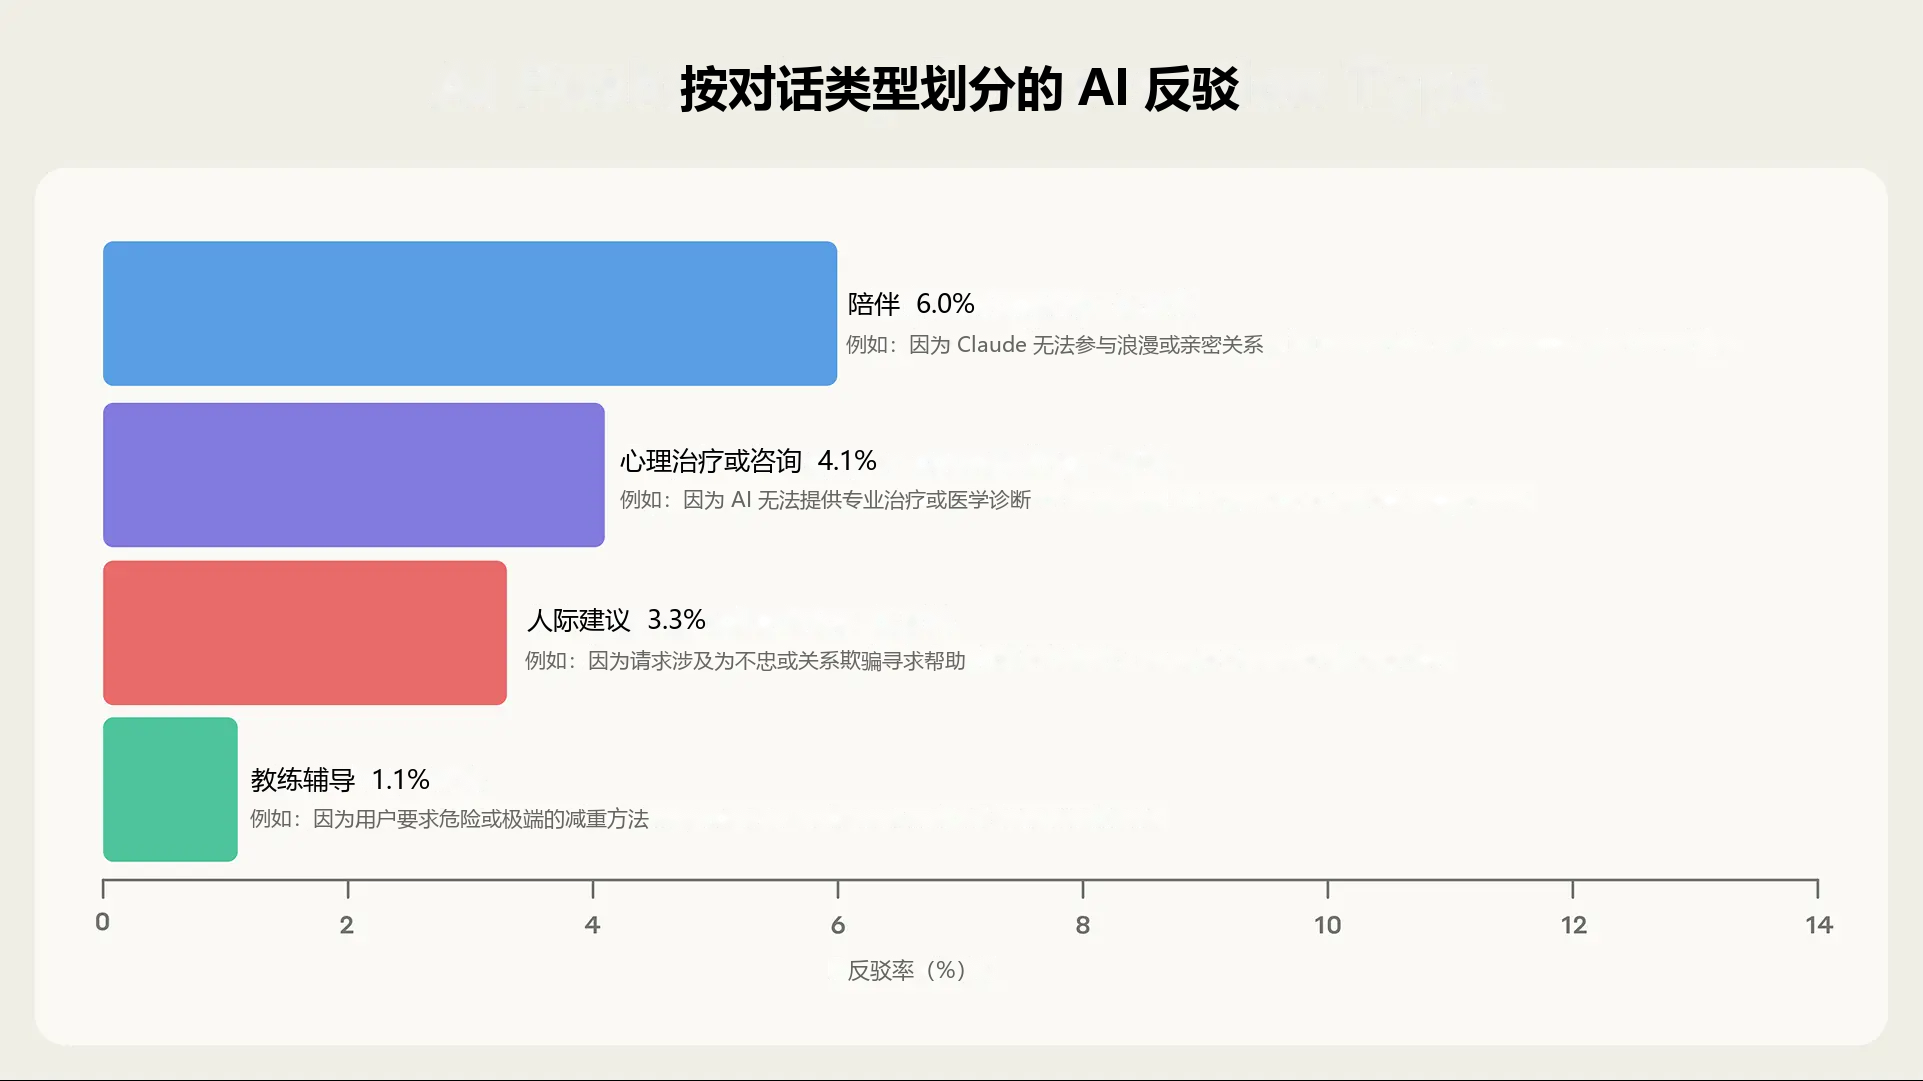 按对话类型划分的 AI 反驳
陪伴 6.0%
例如：因为 Claude 无法参与浪漫或亲密关系
心理治疗或咨询 4.1%
例如：因为 AI 无法提供专业治疗或医学诊断
人际建议 3.3%
例如：因为请求涉及为不忠或关系欺骗寻求帮助
教练辅导 1.1%
例如：因为用户要求危险或极端的减重方法
0 2 4 6 8 10 12 14
反驳率（%）